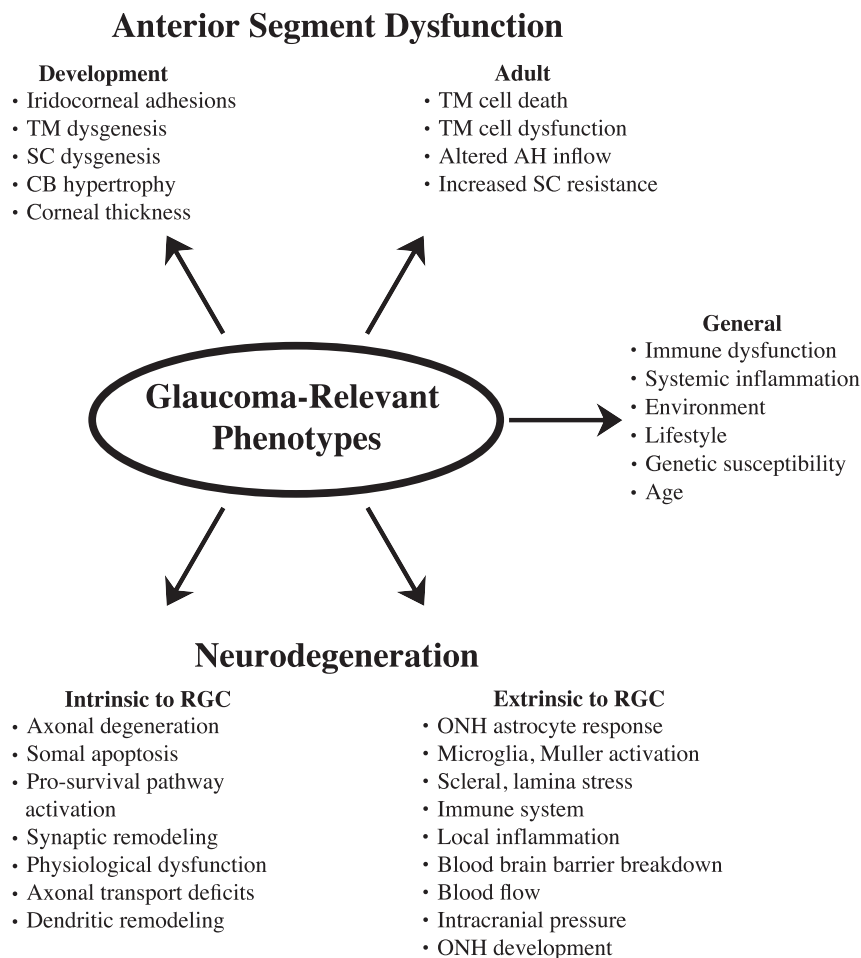 Anterior Segment Dysfunction
Development
• Iridocorneal adhesions
• TM dysgenesis
• SC dysgenesis
• CB hypertrophy
• Corneal thickness
Adult
• TM cell death
• TM cell dysfunction
• Altered AH inflow
• Increased SC resistance
Glaucoma-Relevant
Phenotypes
General
• Immune dysfunction
• Systemic inflammation
• Environment
• Lifestyle
• Genetic susceptibility
• Age
Neurodegeneration
Intrinsic to RGC
• Axonal degeneration
• Somal apoptosis
• Pro-survival pathway
activation
• Synaptic remodeling
• Physiological dysfunction
• Axonal transport deficits
• Dendritic remodeling
Extrinsic to RGC
• ONH astrocyte response
• Microglia, Muller activation
• Scleral, lamina stress
• Immune system
• Local inflammation
• Blood brain barrier breakdown
• Blood flow
• Intracranial pressure
• ONH development